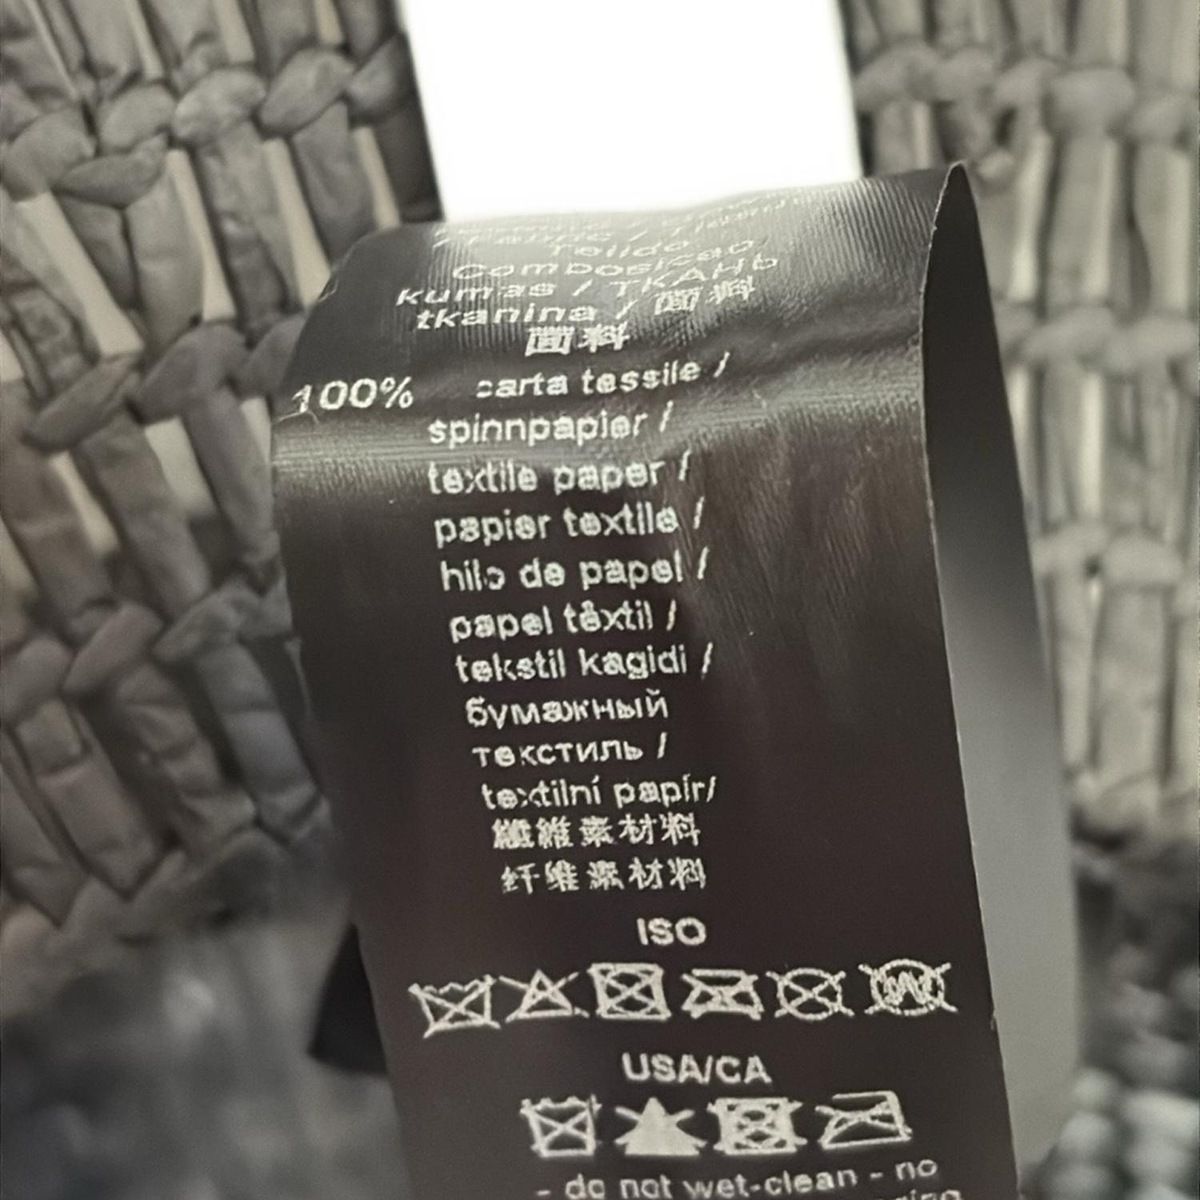 Tejido
Composicao
kumas / ТКАНЬ
tkanina / 面料
面料
100% carta tessile /
spinnpapier /
textile paper /
papier textile /
hilo de papel /
papel têxtil /
tekstil kagidi /
бумажный
текстиль /
textilní papír/
纖維素材料
纤维素材料
ISO
W
USA/CA
- do not wet-clean - no